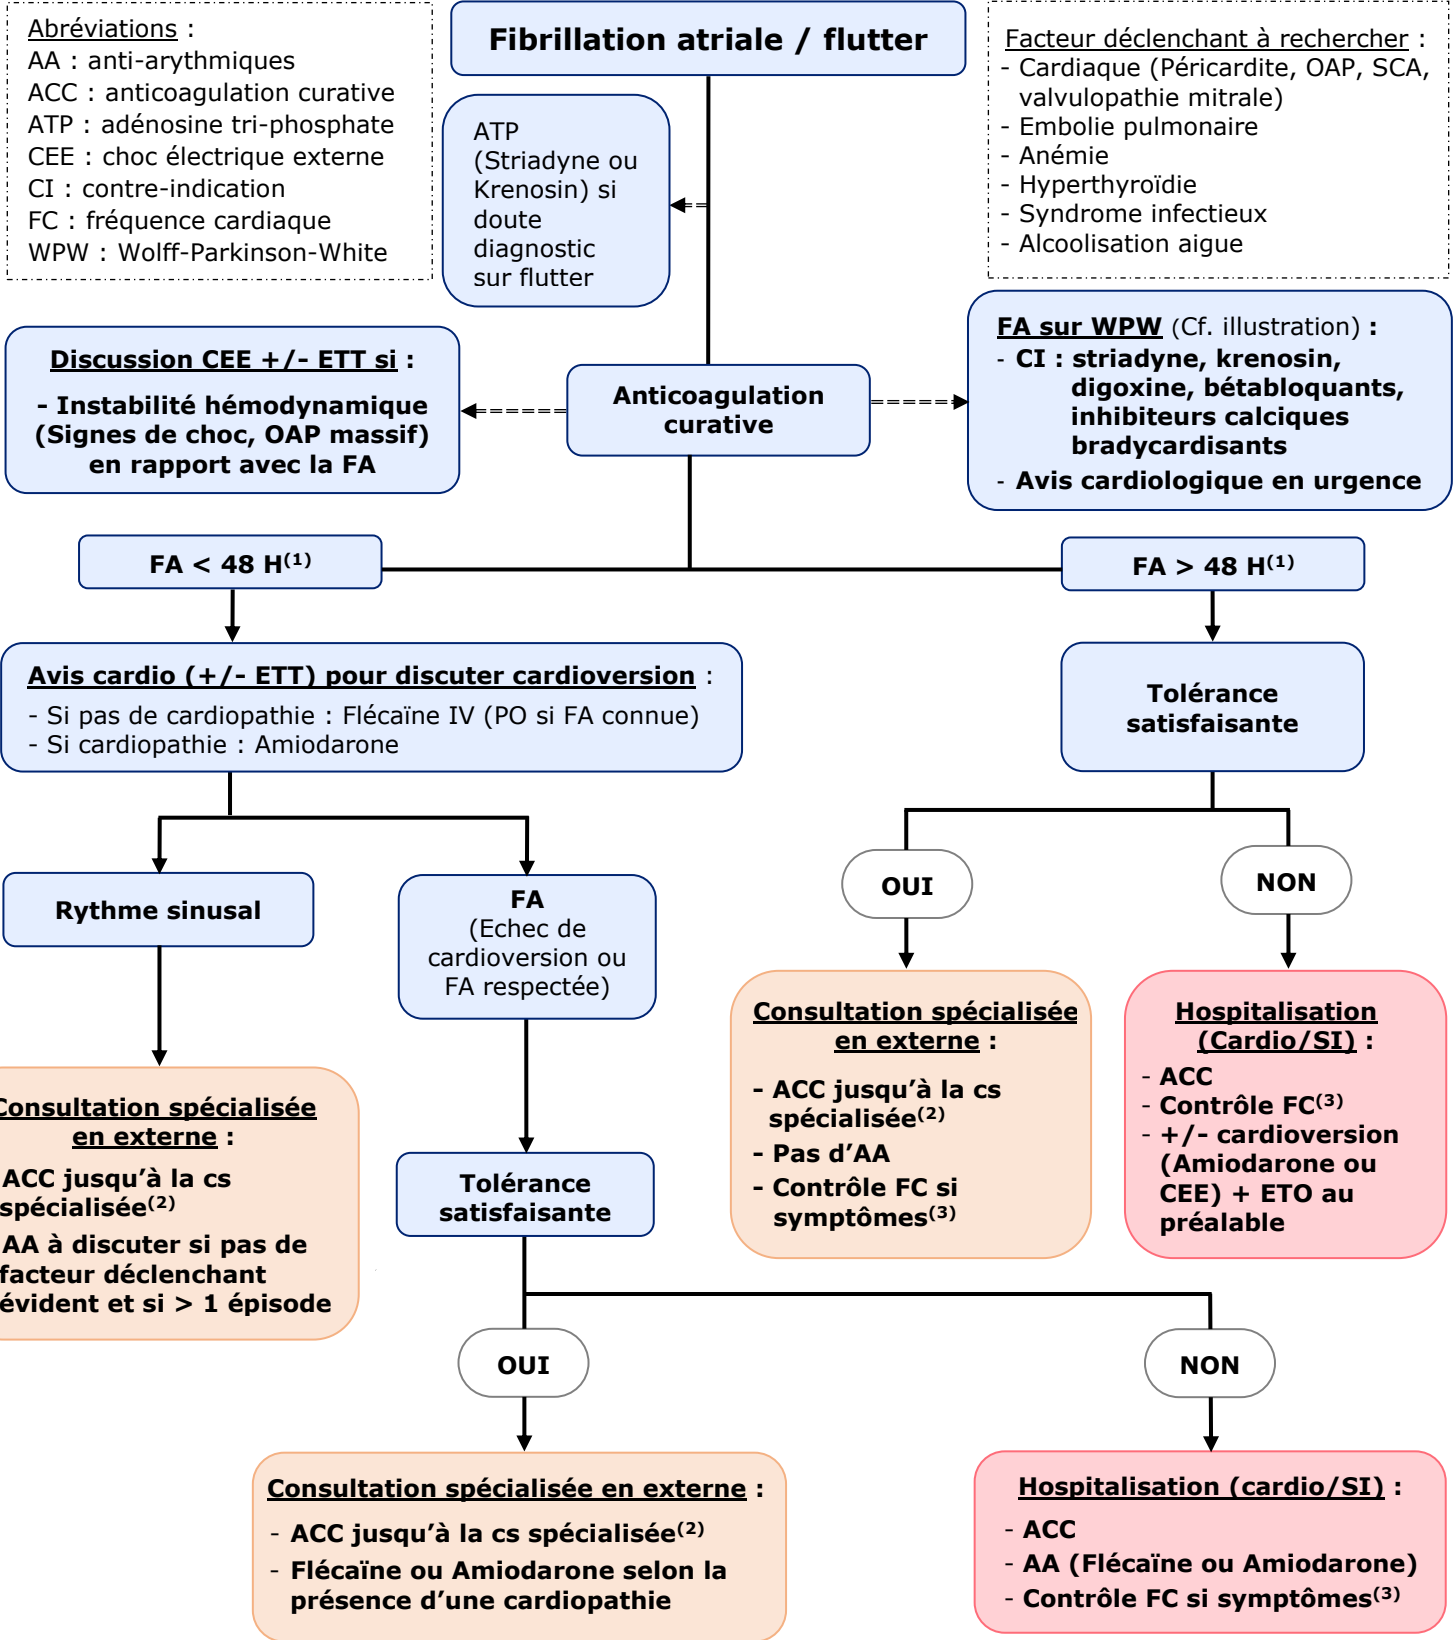 Abréviations :
AA : anti-arythmiques
ACC : anticoagulation curative
ATP : adénosine tri-phosphate
CEE : choc électrique externe
CI : contre-indication
FC : fréquence cardiaque
WPW : Wolff-Parkinson-White
Fibrillation atriale / flutter
Facteur déclenchant à rechercher :
- Cardiaque (Péricardite, OAP, SCA,
valvulopathie mitrale)
- Embolie pulmonaire
- Anémie
- Hyperthyroïdie
- Syndrome infectieux
- Alcoolisation aigue
ATP
(Striadyne ou
Krenosin) si
doute
diagnostic
sur flutter
Discussion CEE +/- ETT si :
- Instabilité hémodynamique
(Signes de choc, OAP massif)
en rapport avec la FA
Anticoagulation
curative
FA sur WPW (Cf. illustration) :
- CI : striadyne, krenosin,
digoxine, bétabloquants,
inhibiteurs calciques
bradycardisants
- Avis cardiologique en urgence
FA < 48 H(1)
FA > 48 H(1)
Avis cardio (+/- ETT) pour discuter cardioversion :
- Si pas de cardiopathie : Flécaïne IV (PO si FA connue)
- Si cardiopathie : Amiodarone
Tolérance
satisfaisante
OUI
NON
Rythme sinusal
FA
(Echec de
cardioversion ou
FA respectée)
Consultation spécialisée
en externe :
- ACC jusqu’à la cs
spécialisée(2)
- Pas d’AA
- Contrôle FC si
symptômes(3)
Hospitalisation
(Cardio/SI) :
- ACC
- Contrôle FC(3)
- +/- cardioversion
(Amiodarone ou
CEE) + ETO au
préalable
Consultation spécialisée
en externe :
ACC jusqu’à la cs
spécialisée(2)
AA à discuter si pas de
facteur déclenchant
évident et si > 1 épisode
Tolérance
satisfaisante
OUI
NON
Consultation spécialisée en externe :
- ACC jusqu’à la cs spécialisée(2)
- Flécaïne ou Amiodarone selon la
présence d’une cardiopathie
Hospitalisation (cardio/SI) :
- ACC
- AA (Flécaïne ou Amiodarone)
- Contrôle FC si symptômes(3)